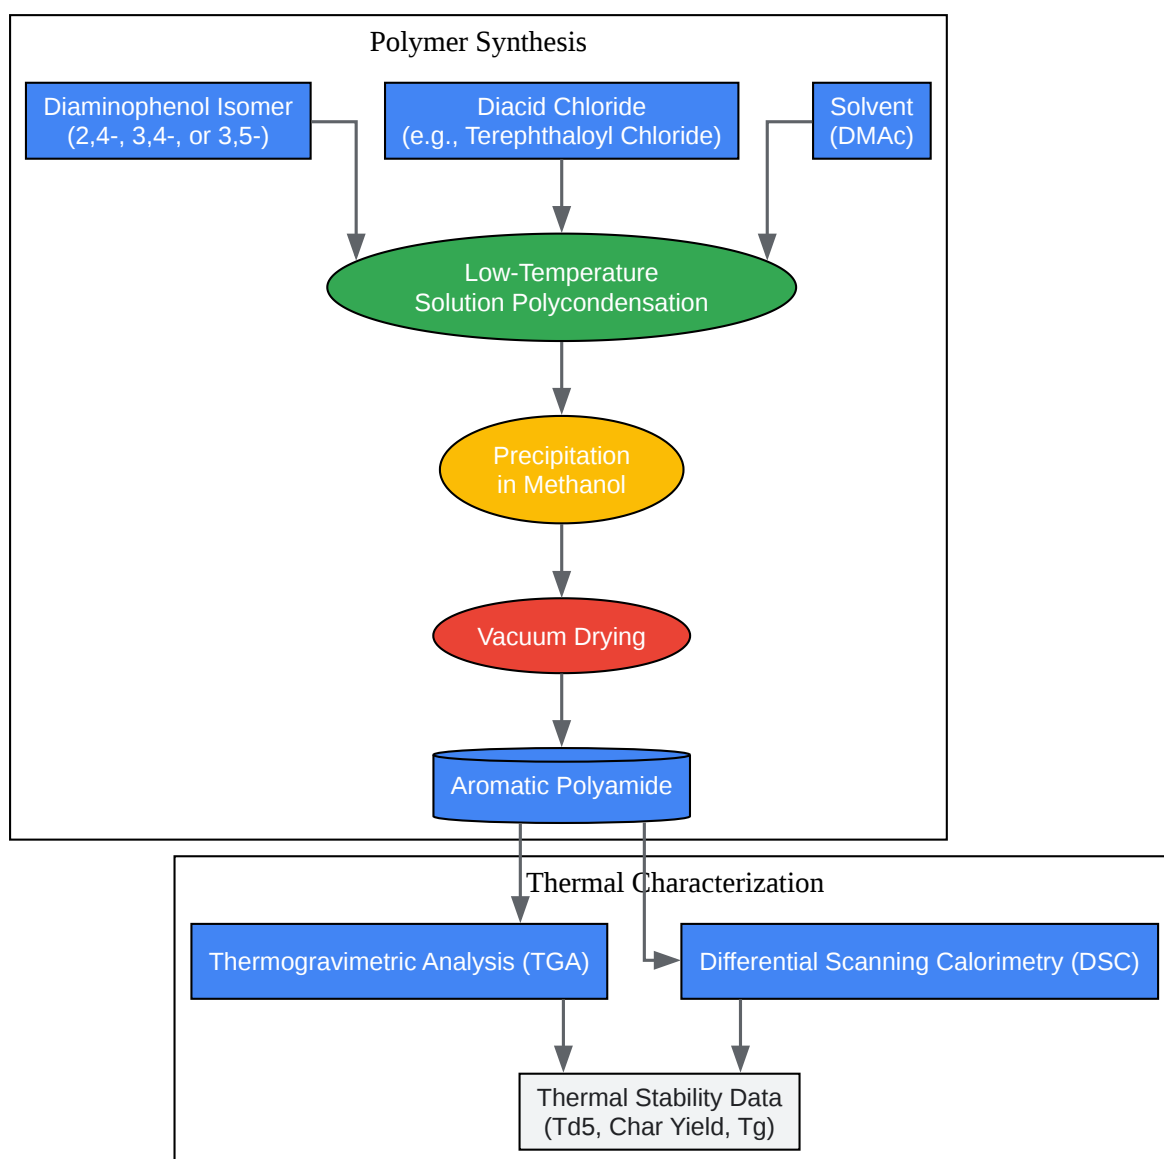 Polymer Synthesis
Diaminophenol Isomer
(2,4-, 3,4-, or 3,5-)
Diacid Chloride
(e.g., Terephthaloyl Chloride)
Solvent
(DMAc)
Low-Temperature
Solution Polycondensation
Precipitation
in Methanol
Vacuum Drying
Aromatic Polyamide
Thermal Characterization
Thermogravimetric Analysis (TGA)
Differential Scanning Calorimetry (DSC)
Thermal Stability Data
(Td5, Char Yield, Tg)